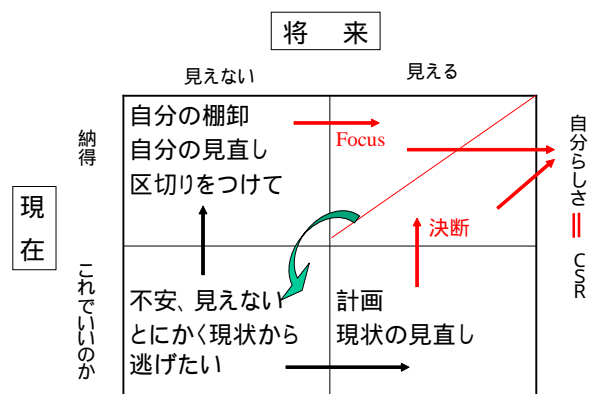 将 来
見えない
見える
現在
納得
これでいいのか
自分の棚卸
自分の見直し
区切りをつけて
Focus
不安、見えない
とにかく現状から
逃げたい
決断
計画
現状の見直し
自分らしさ = CSR